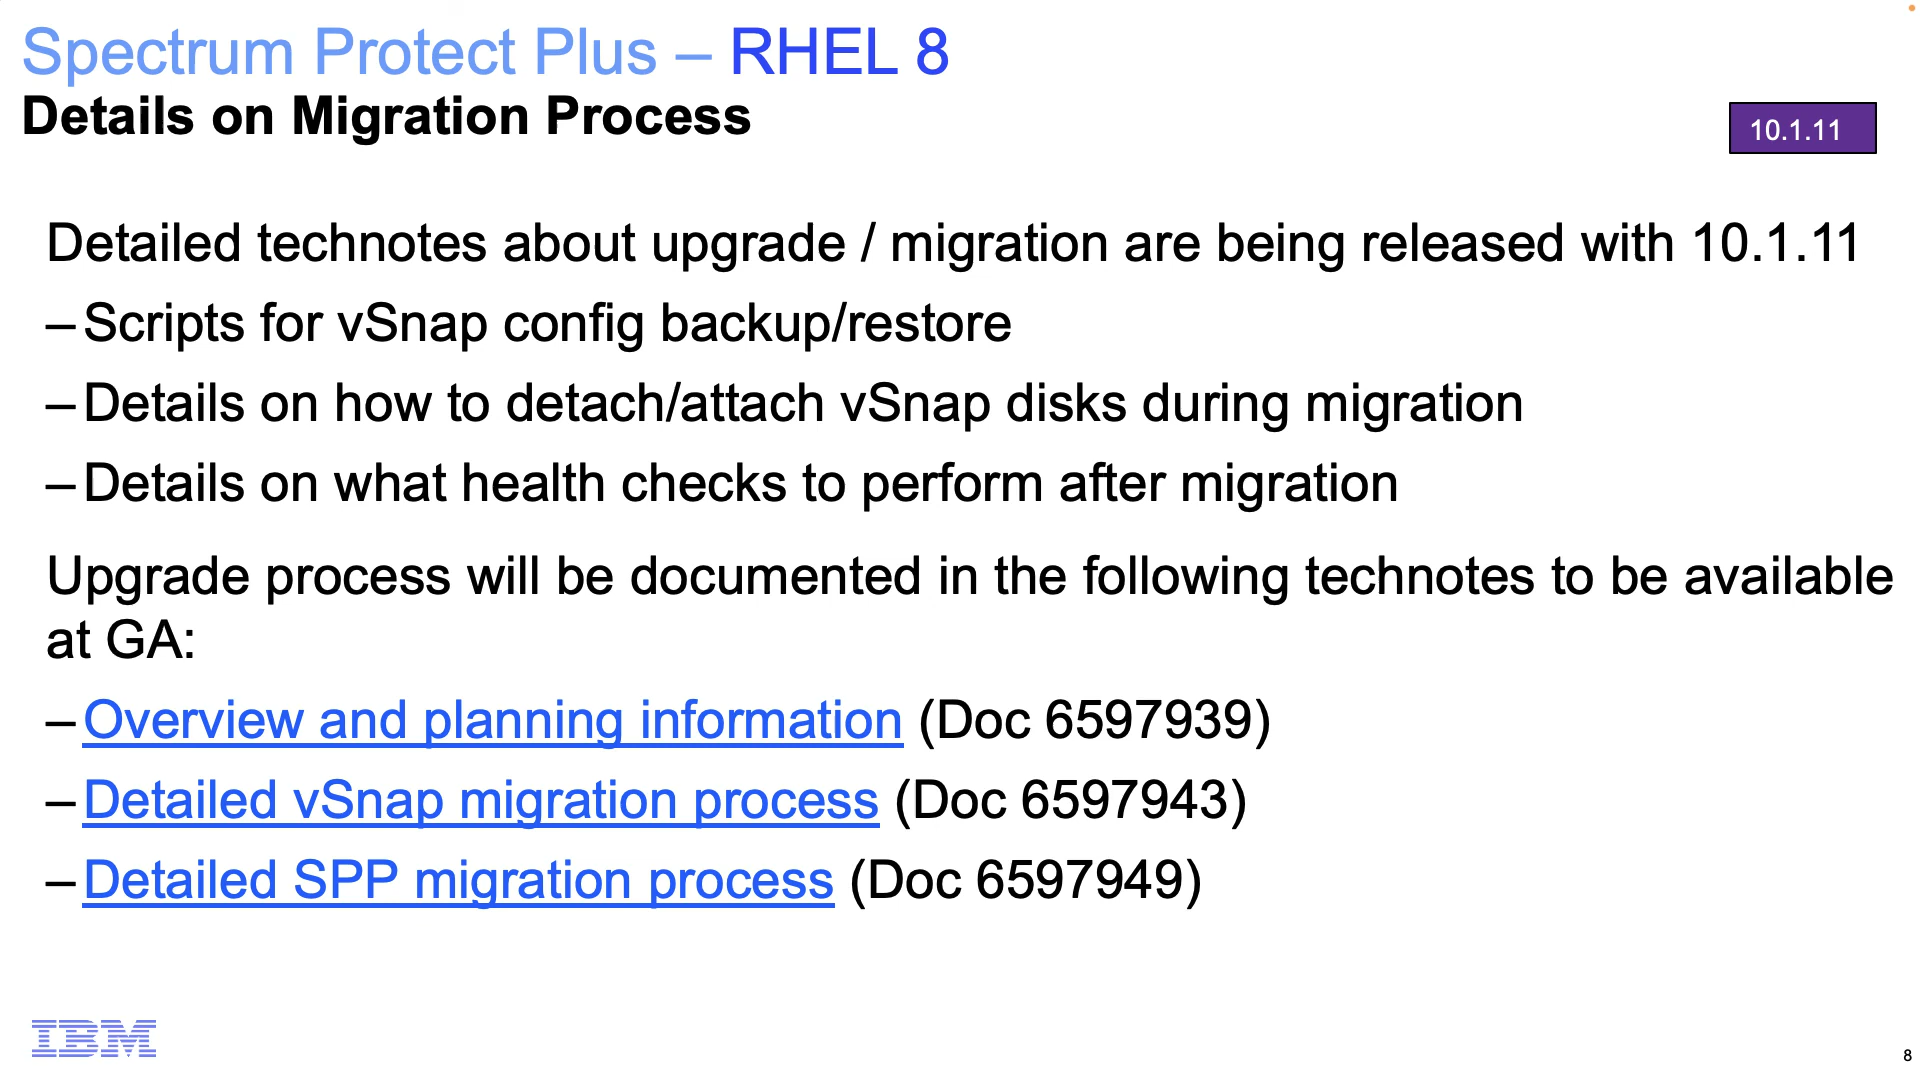 Spectrum Protect Plus – RHEL 8
Details on Migration Process
10.1.11
Detailed technotes about upgrade / migration are being released with 10.1.11
–Scripts for vSnap config backup/restore
–Details on how to detach/attach vSnap disks during migration
–Details on what health checks to perform after migration
Upgrade process will be documented in the following technotes to be available
at GA:
–Overview and planning information (Doc 6597939)
–Detailed vSnap migration process (Doc 6597943)
–Detailed SPP migration process (Doc 6597949)
IBM
8